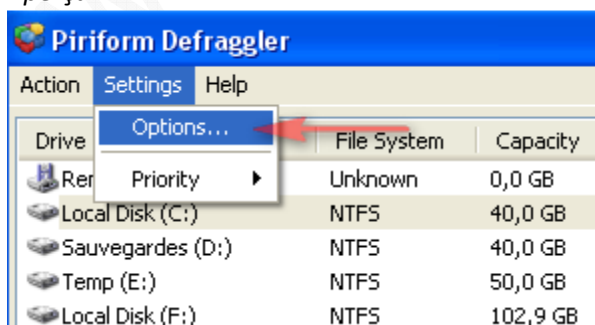 Piriform Defraggler
Action Settings Help
Options...
Drive File System Capacity
Priority
Unknown 0,0 GB
Local Disk (C:) NTFS 40,0 GB
Sauvegardes (D:) NTFS 40,0 GB
Temp (E:) NTFS 50,0 GB
Local Disk (F:) NTFS 102,9 GB